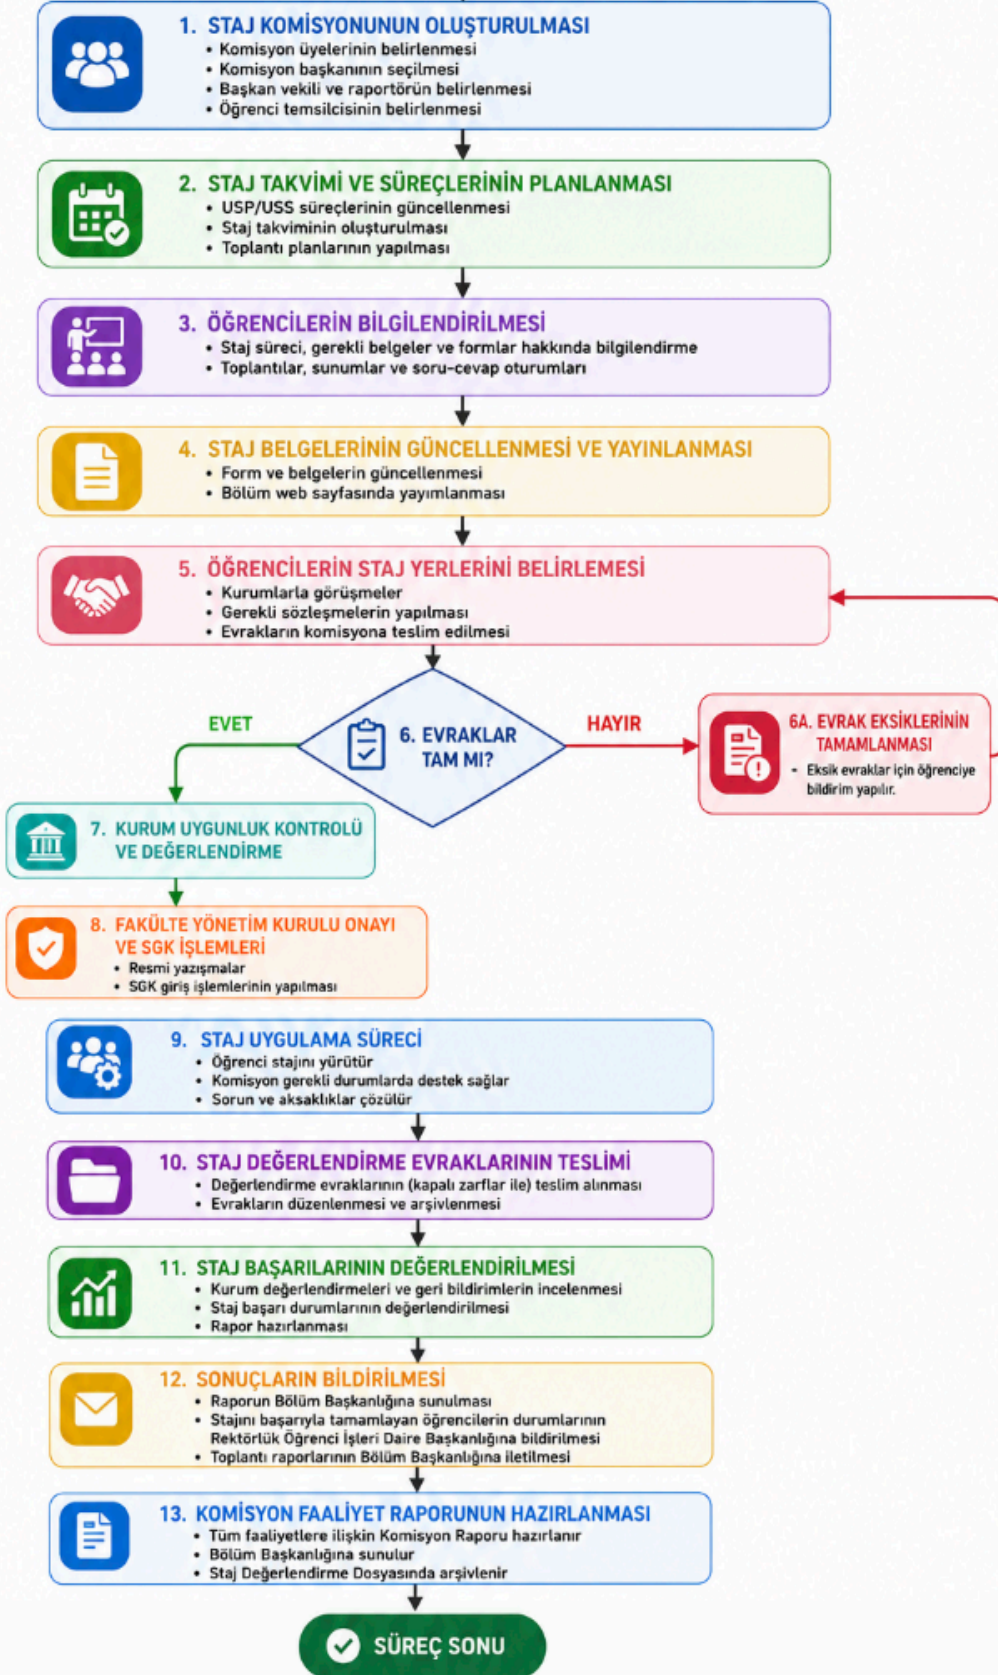 1. STAJ KOMİSYONUNUN OLUŞTURULMASI
• Komisyon üyelerinin belirlenmesi
• Komisyon başkanının seçilmesi
• Başkan vekili ve raportörün belirlenmesi
• Öğrenci temsilcisinin belirlenmesi
2. STAJ TAKVİMİ VE SÜREÇLERİNİN PLANLANMASI
• USP/USS süreçlerinin güncellenmesi
• Staj takviminin oluşturulması
• Toplantı planlarının yapılması
3. ÖĞRENCİLERİN BİLGİLENDİRİLMESİ
• Staj süreci, gerekli belgeler ve formlar hakkında bilgilendirme
• Toplantılar, sunumlar ve soru-cevap oturumları
4. STAJ BELGELERİNİN GÜNCELLENMESİ VE YAYINLANMASI
• Form ve belgelerin güncellenmesi
• Bölüm web sayfasında yayımlanması
5. ÖĞRENCİLERİN STAJ YERLERİNİ BELİRLEMESİ
• Kurumlarla görüşmeler
• Gerekli sözleşmelerin yapılması
• Evrakların komisyona teslim edilmesi
EVET
6. EVRAKLAR
TAM MI?
HAYIR
6A. EVRAK EKSİKLERİNİN
TAMAMLANMASI
- Eksik evraklar için öğrenciye
bildirim yapılır.
7. KURUM UYGUNLUK KONTROLÜ
VE DEĞERLENDİRME
8. FAKÜLTE YÖNETİM KURULU ONAYI
VE SGK İŞLEMLERİ
• Resmi yazışmalar
• SGK giriş işlemlerinin yapılması
9. STAJ UYGULAMA SÜRECİ
• Öğrenci stajını yürütür
• Komisyon gerekli durumlarda destek sağlar
• Sorun ve aksaklıklar çözülür
10. STAJ DEĞERLENDİRME EVRAKLARININ TESLİMİ
• Değerlendirme evraklarının (kapalı zarflar ile) teslim alınması
• Evrakların düzenlenmesi ve arşivlenmesi
11. STAJ BAŞARILARININ DEĞERLENDİRİLMESİ
• Kurum değerlendirmeleri ve geri bildirimlerin incelenmesi
• Staj başarı durumlarının değerlendirilmesi
• Rapor hazırlanması
12. SONUÇLARIN BİLDİRİLMESİ
• Raporun Bölüm Başkanlığına sunulması
• Stajını başarıyla tamamlayan öğrencilerin durumlarının
Rektörlük Öğrenci İşleri Daire Başkanlığına bildirilmesi
• Toplantı raporlarının Bölüm Başkanlığına iletilmesi
13. KOMİSYON FAALİYET RAPORUNUN HAZIRLANMASI
• Tüm faaliyetlere ilişkin Komisyon Raporu hazırlanır
• Bölüm Başkanlığına sunulur
• Staj Değerlendirme Dosyasında arşivlenir
SÜREÇ SONU